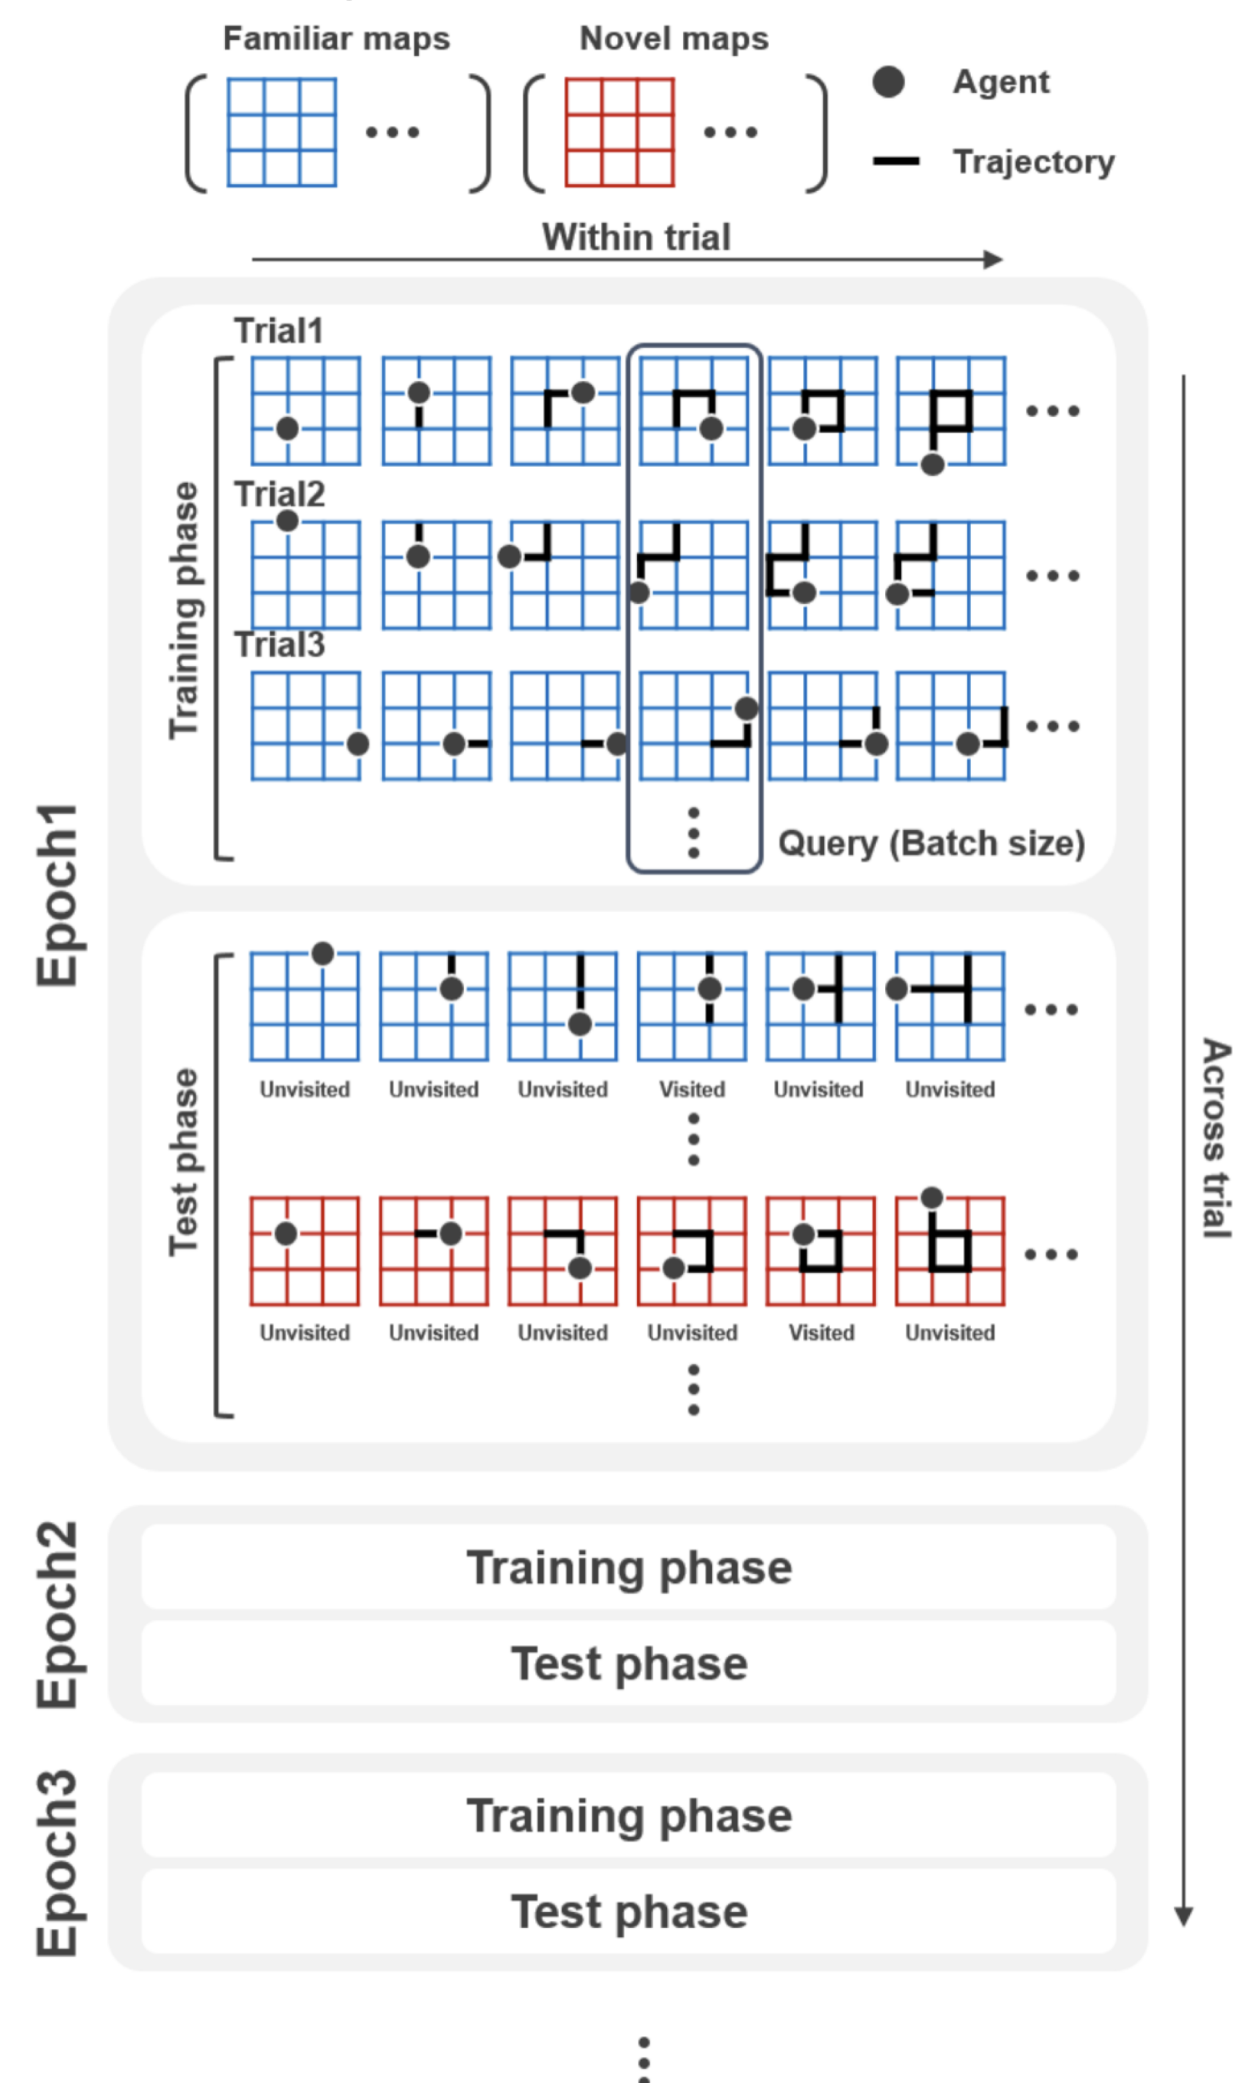 Familiar maps
Novel maps
Agent
Trajectory
Within trial
Epoch1
Training phase
Trial1
Trial2
Trial3
Query (Batch size)
Test phase
Unvisited Unvisited Unvisited Visited Unvisited Unvisited
Unvisited Unvisited Unvisited Unvisited Visited Unvisited
Across trial
Epoch2
Training phase
Test phase
Epoch3
Training phase
Test phase